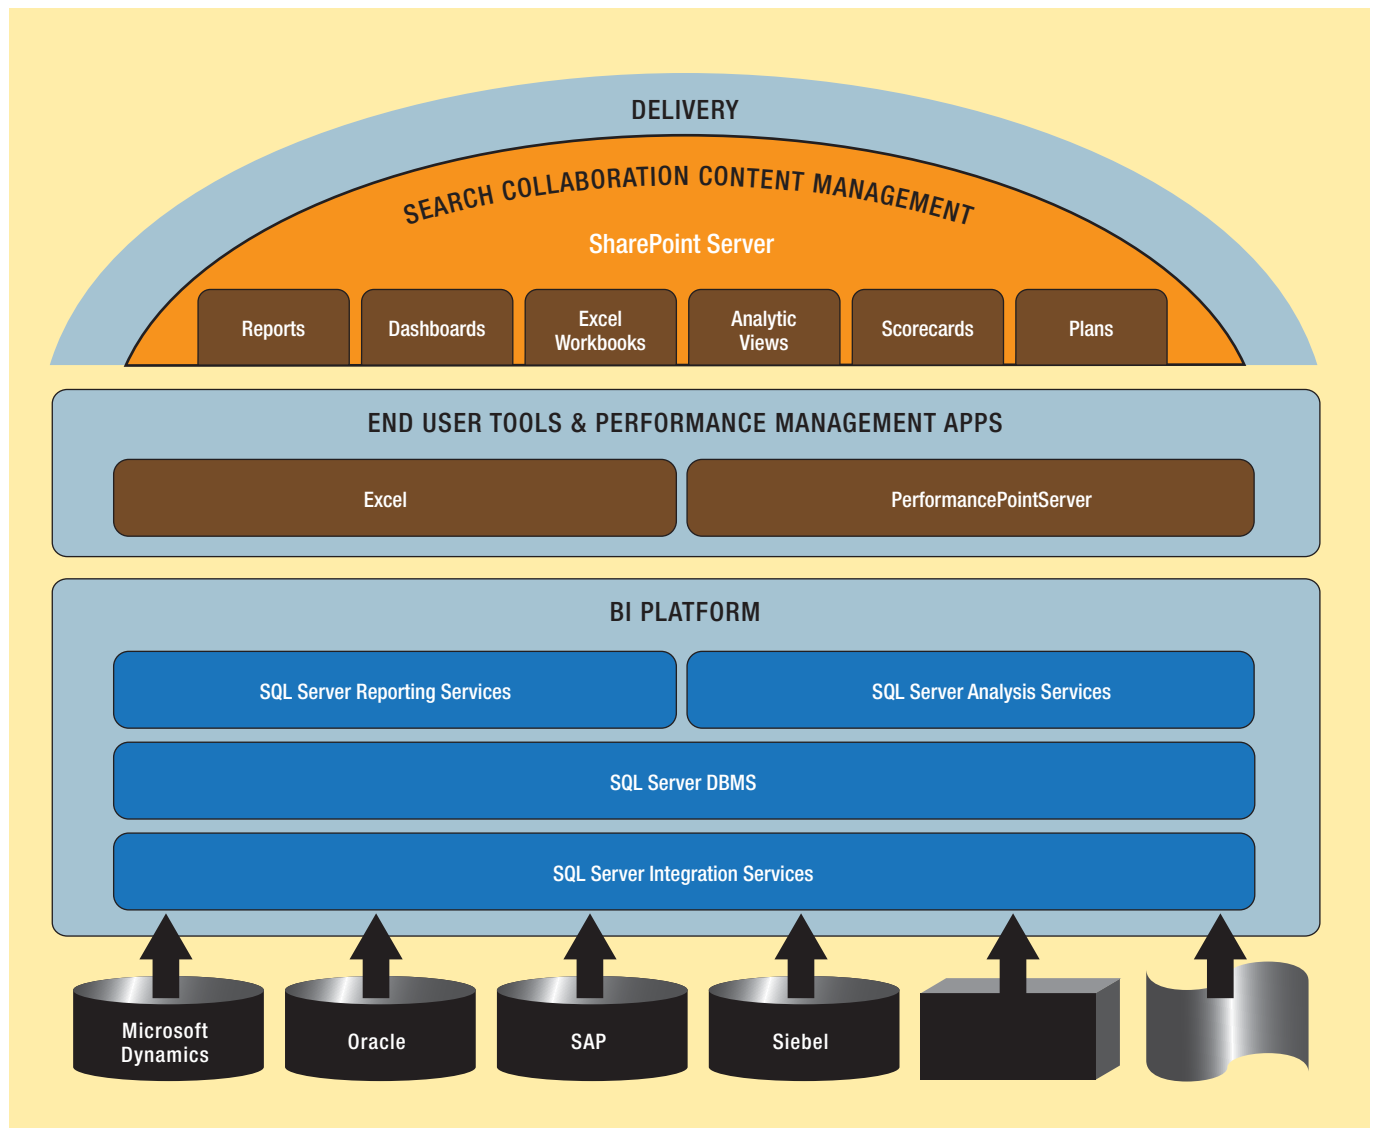 DELIVERY
SEARCH COLLABORATION CONTENT MANAGEMENT
SharePoint Server
Reports
Dashboards
Excel
Workbooks
Analytic
Views
Scorecards
Plans
END USER TOOLS & PERFORMANCE MANAGEMENT APPS
Excel
PerformancePointServer
BI PLATFORM
SQL Server Reporting Services
SQL Server Analysis Services
SQL Server DBMS
SQL Server Integration Services
Microsoft
Dynamics
Oracle
SAP
Siebel